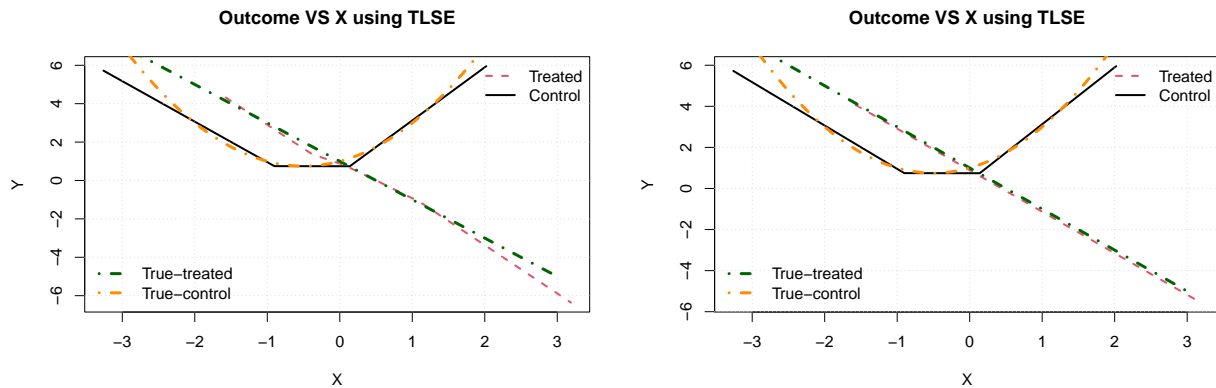 Outcome VS X using TLSE
Y
6
4
2
0
−2
−4
−6
Treated
Control
True−treated
True−control
−3 −2 −1 0 1 2 3
X
Outcome VS X using TLSE
Y
6
4
2
0
−2
−4
−6
Treated
Control
True−treated
True−control
−3 −2 −1 0 1 2 3
X